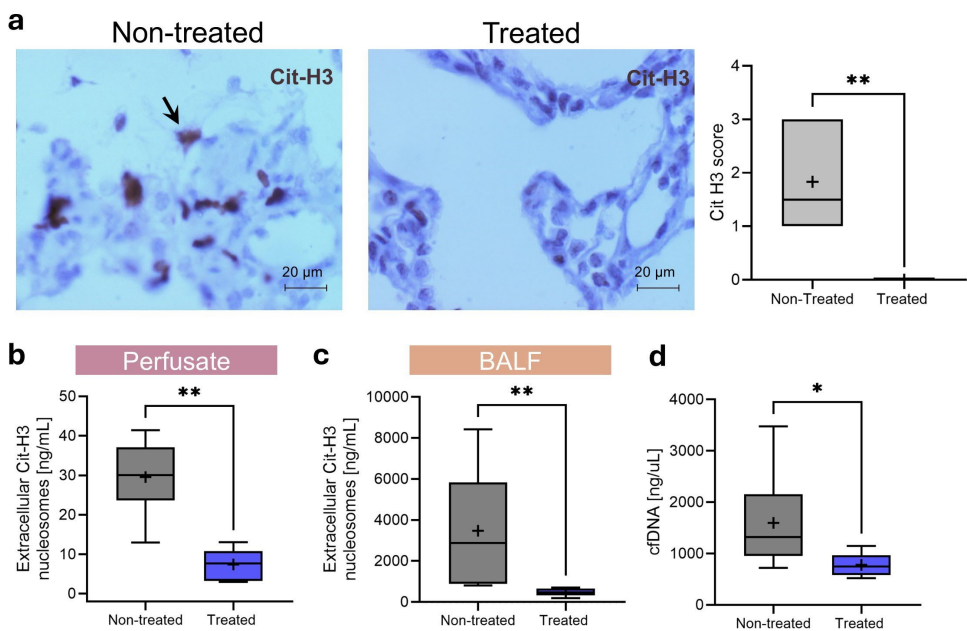 a
Non-treated
Treated
Cit-H3
Cit-H3
20 µm
20 µm
Cit H3 score
4
3
2
1
0
**
Non-Treated
Treated
b
Perfusate
Extracellular Cit-H3
nucleosomes [ng/mL]
50
40
30
20
10
0
**
Non-treated
Treated
c
BALF
Extracellular Cit-H3
nucleosomes [ng/mL]
10000
8000
6000
4000
2000
0
**
Non-treated
Treated
d
cfDNA [ng/uL]
4000
3000
2000
1000
0
*
Non-treated
Treated